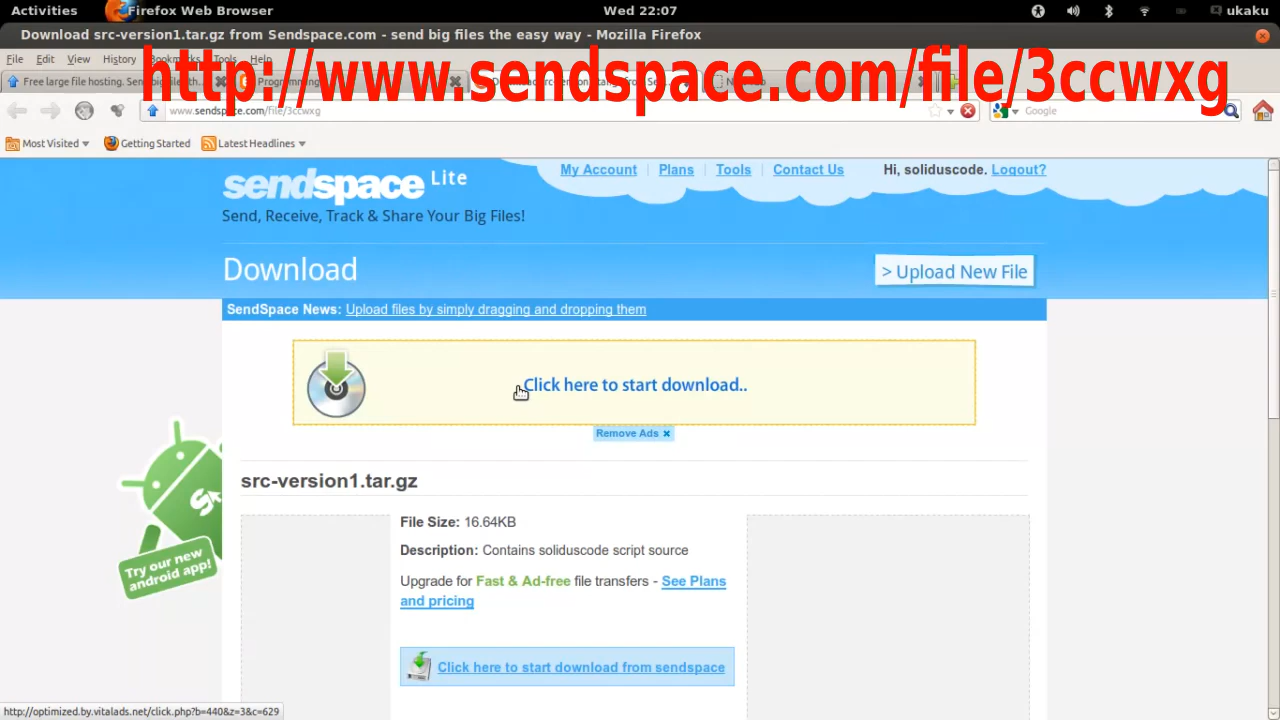 Activities Firefox Web Browser Wed 22:07 ukaku
Download src-version1.tar.gz from Sendspace.com - send big files the easy way - Mozilla Firefox
File Edit View History Bookmarks Tools Help
http://www.sendspace.com/file/3ccwxg
Free large file hosting. Send big files th
www.sendspace.com/file/3ccwxg Google
Most Visited Getting Started Latest Headlines
sendspace Lite
My Account Plans Tools Contact Us Hi, soliduscode. Logout?
Send, Receive, Track & Share Your Big Files!
Download
> Upload New File
SendSpace News: Upload files by simply dragging and dropping them
Click here to start download..
Remove Ads ×
src-version1.tar.gz
File Size: 16.64KB
Description: Contains soliduscode script source
Upgrade for Fast & Ad-free file transfers - See Plans
and pricing
Try our new
android app!
Click here to start download from sendspace
http://optimized.by.vitalads.net/click.php?b=440&z=3&c=629